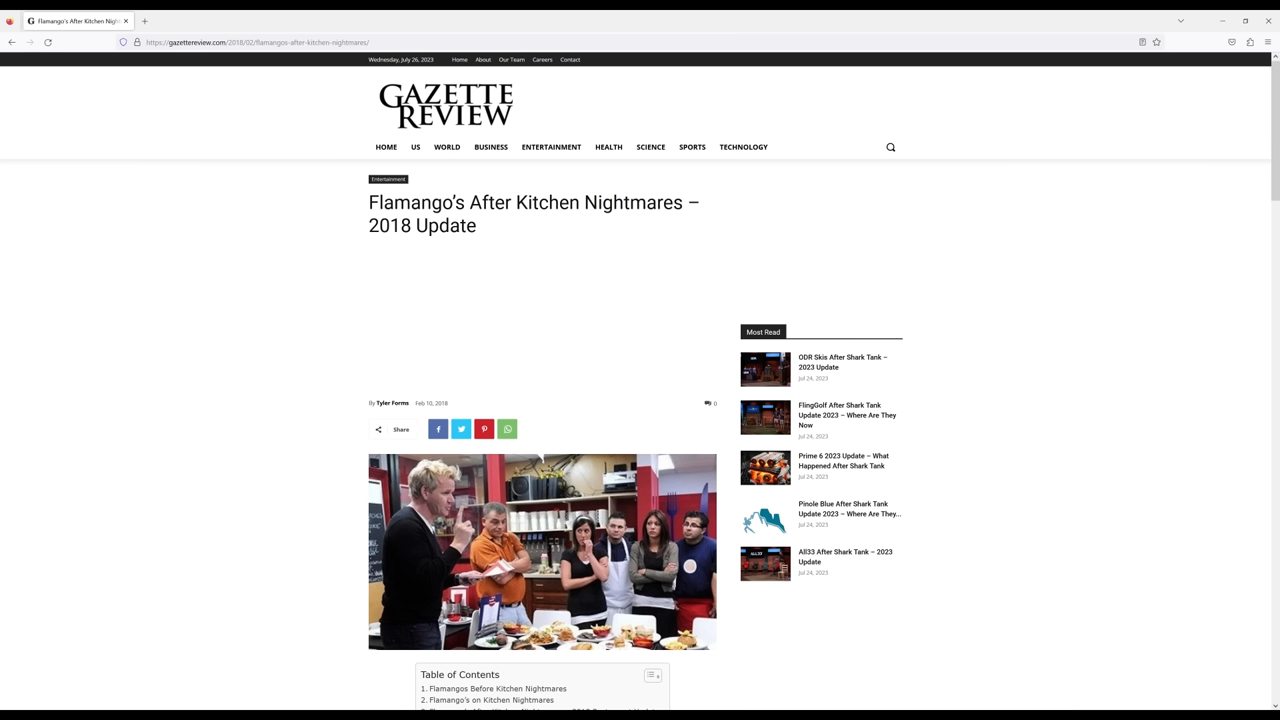 G Flamango's After Kitchen Nigh
https://gazettereview.com/2018/02/flamangos-after-kitchen-nightmares/
Wednesday, July 26, 2023 Home About Our Team Careers Contact
GAZETTE
REVIEW
HOME US WORLD BUSINESS ENTERTAINMENT HEALTH SCIENCE SPORTS TECHNOLOGY
Entertainment
Flamango's After Kitchen Nightmares –
2018 Update
Most Read
ODR Skis After Shark Tank –
2023 Update
Jul 24, 2023
By Tyler Forms Feb 10, 2018 0
Share
FlingGolf After Shark Tank
Update 2023 – Where Are They
Now
Jul 24, 2023
Prime 6 2023 Update – What
Happened After Shark Tank
Jul 24, 2023
Pinole Blue After Shark Tank
Update 2023 – Where Are They...
Jul 24, 2023
All33 After Shark Tank – 2023
Update
Jul 24, 2023
Table of Contents
1. Flamangos Before Kitchen Nightmares
2. Flamango's on Kitchen Nightmares